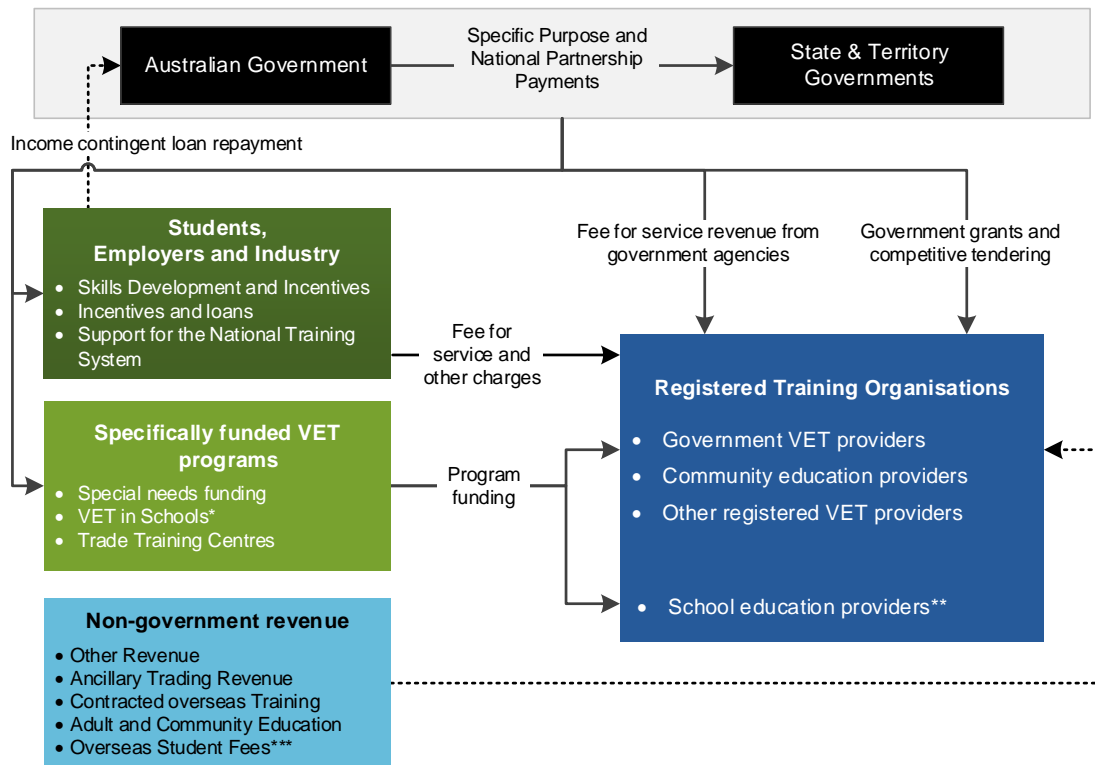 Australian Government
Specific Purpose and
National Partnership
Payments
State & Territory
Governments
Income contingent loan repayment
Students,
Employers and Industry
• Skills Development and Incentives
• Incentives and loans
• Support for the National Training
System
Fee for service revenue from
government agencies
Government grants and
competitive tendering
Fee for
service and
other charges
Specifically funded VET
programs
• Special needs funding
• VET in Schools*
• Trade Training Centres
Program
funding
Registered Training Organisations
• Government VET providers
• Community education providers
• Other registered VET providers
• School education providers**
Non-government revenue
• Other Revenue
• Ancillary Trading Revenue
• Contracted overseas Training
• Adult and Community Education
• Overseas Student Fees***